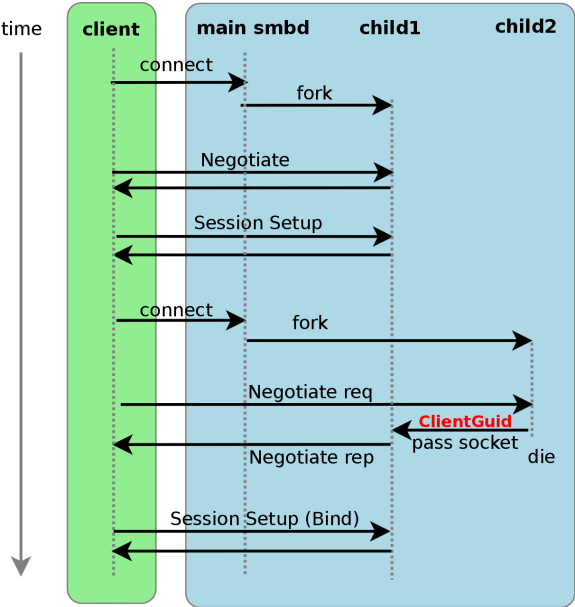 time
client
main smbd
child1
child2
connect
fork
Negotiate
Session Setup
connect
fork
Negotiate req
ClientGuid
pass socket
Negotiate rep
die
Session Setup (Bind)